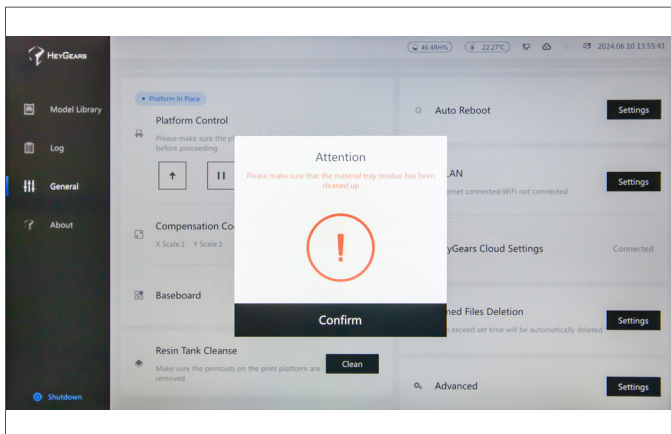 HEYGEARS
46.48H%
22.27℃
2024.06.10 13:55:41
Model Library
Log
General
About
Shutdown
Platform In Place
Platform Control
Please make sure the
before proceeding.
Compensation
X Scale:1 Y Scale:1
Baseboard
Resin Tank Cleanse
Make sure the printouts on the print platform are
removed.
Clean
Attention
Please make sure that the material tray residue has been
cleaned up
!
Confirm
Auto Reboot
Settings
LAN
ernet connected;WiFi not connected
Settings
yGears Cloud Settings
Connected
ned Files Deletion
exceed set time will be automatically deleted
Settings
Advanced
Settings